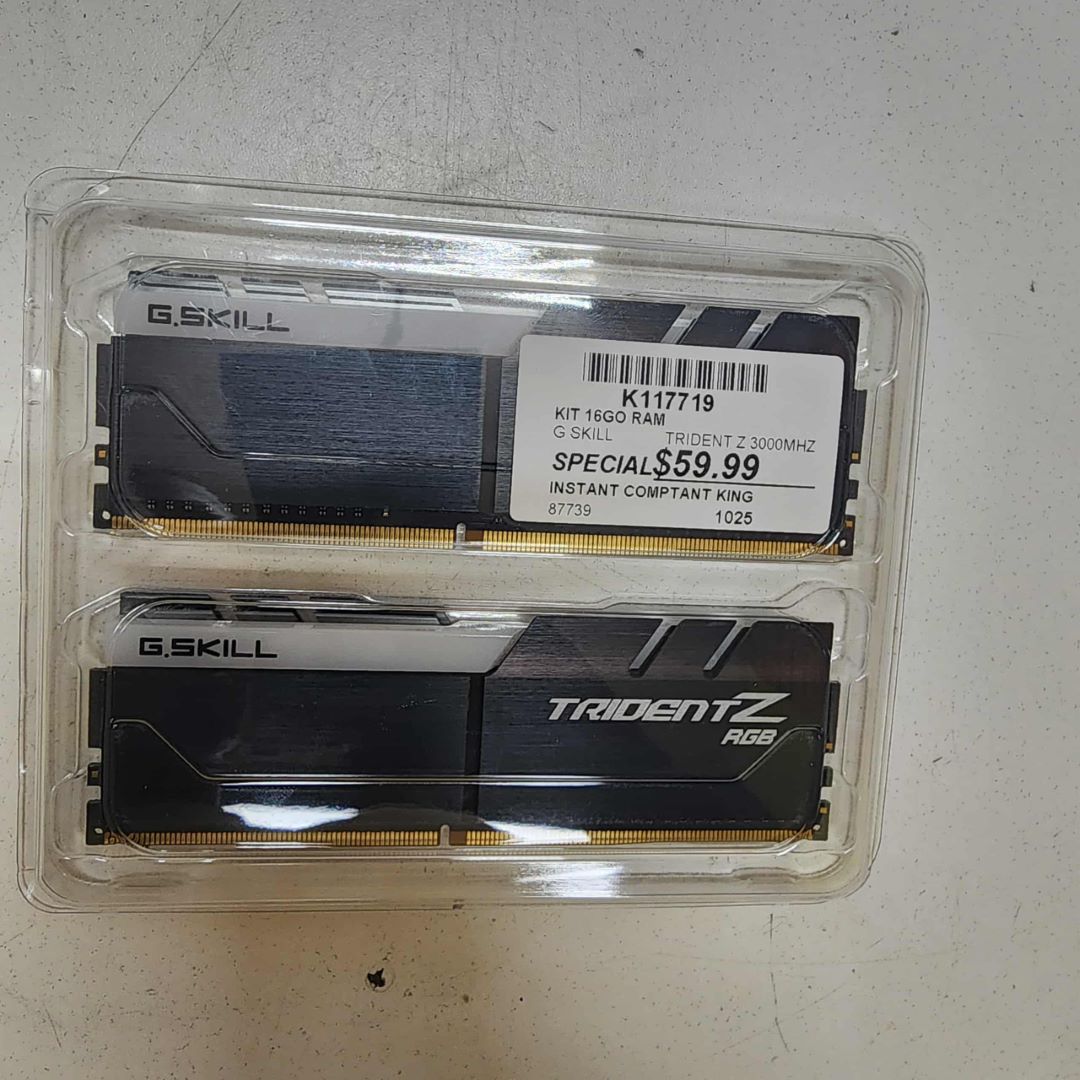 G.SKILL
K117719
KIT 16GO RAM
G SKILL TRIDENT Z 3000MHZ
SPECIAL $59.99
INSTANT COMPTANT KING
87739 1025
G.SKILL
TRIDENTZ
RGB